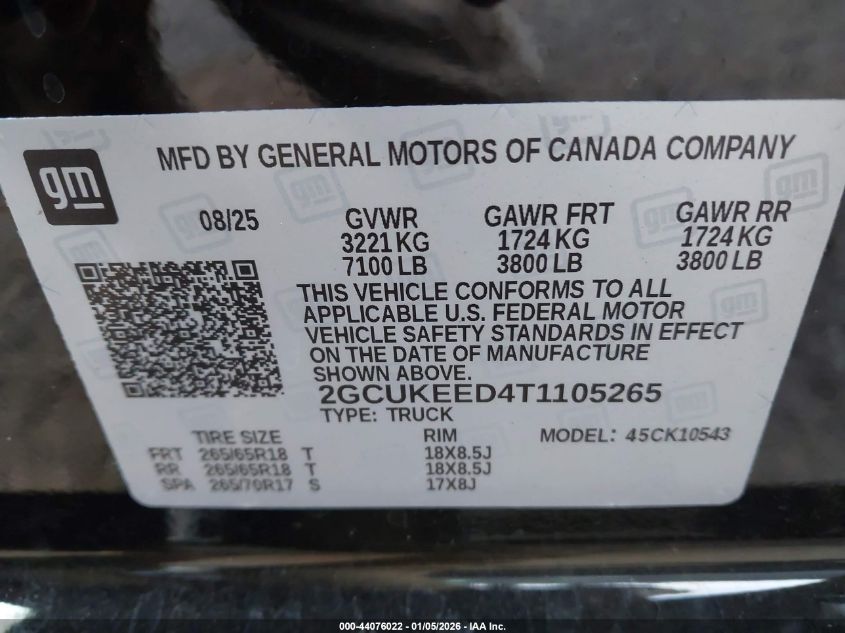 gm
MFD BY GENERAL MOTORS OF CANADA COMPANY
08/25 GVWR GAWR FRT GAWR RR
3221 KG 1724 KG 1724 KG
7100 LB 3800 LB 3800 LB
THIS VEHICLE CONFORMS TO ALL
APPLICABLE U.S. FEDERAL MOTOR
VEHICLE SAFETY STANDARDS IN EFFECT
ON THE DATE OF MANUFACTURE
SHOWN ABOVE.
2GCUKEED4T1105265
TYPE: TRUCK
TIRE SIZE RIM MODEL: 45CK10543
FRT 265/65R18 T 18X8.5J
RR 265/65R18 T 18X8.5J
SPA 265/70R17 S 17X8J
000-44076022 - 01/05/2026 - IAA Inc.